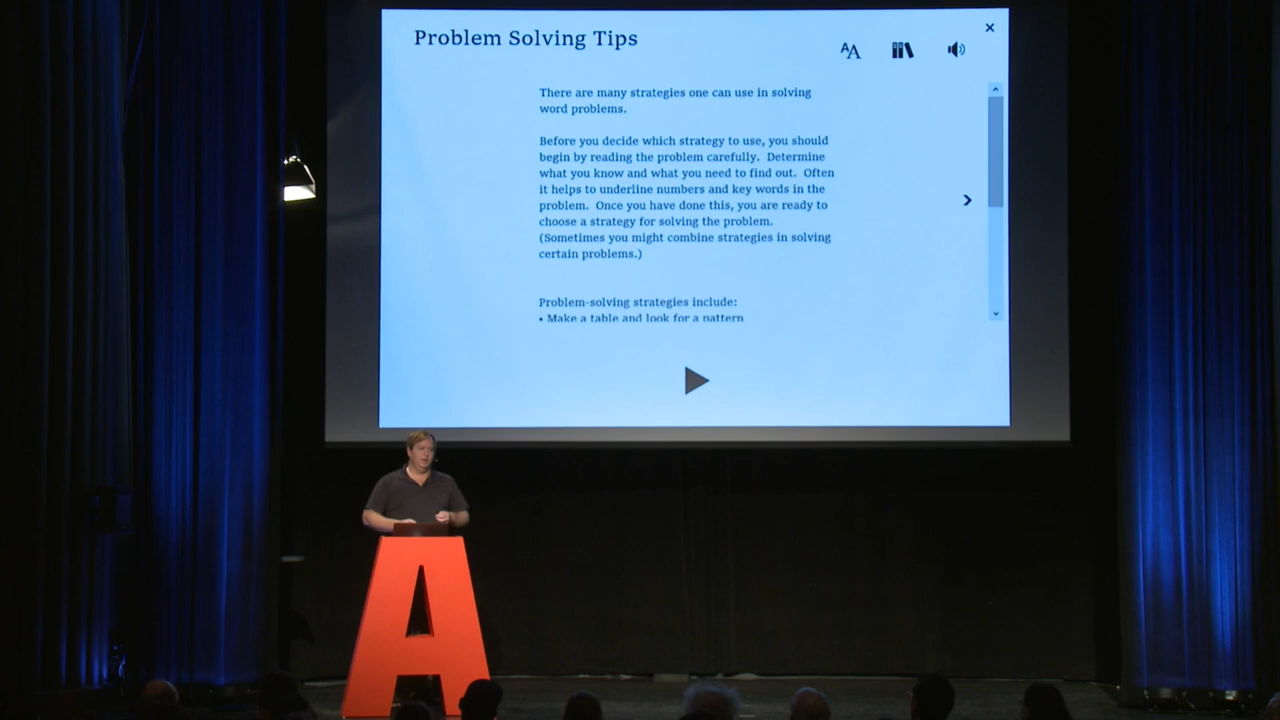 Problem Solving Tips
AA
There are many strategies one can use in solving
word problems.
Before you decide which strategy to use, you should
begin by reading the problem carefully.  Determine
what you know and what you need to find out.  Often
it helps to underline numbers and key words in the
problem.  Once you have done this, you are ready to
choose a strategy for solving the problem.
(Sometimes you might combine strategies in solving
certain problems.)
Problem-solving strategies include:
• Make a table and look for a pattern
A